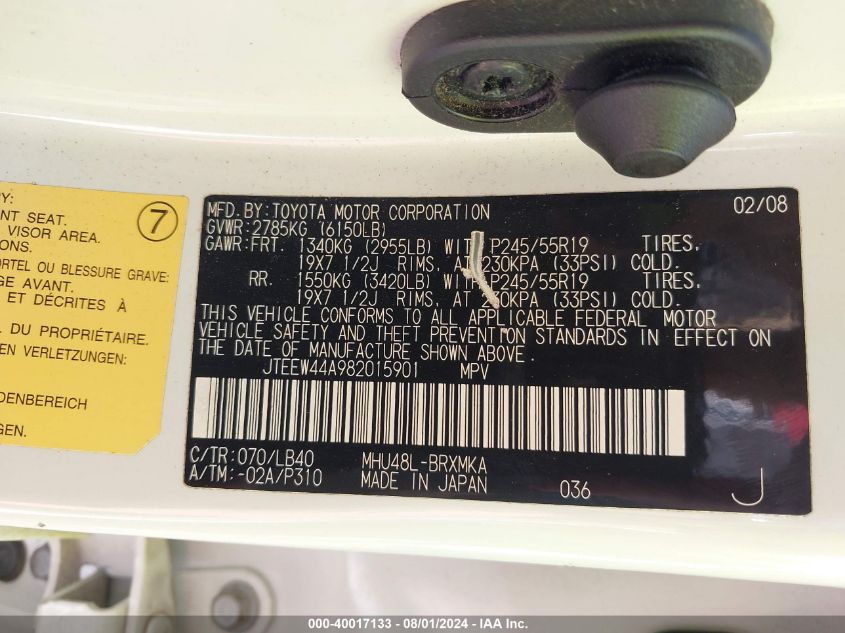 Y:
NT SEAT.
VISOR AREA.
ONS.
7
ORTEL OU BLESSURE GRAVE:
GE AVANT.
ET DÉCRITES À
L DU PROPRIÉTAIRE.
EN VERLETZUNGEN:
DENBEREICH
GEN.
MFD. BY: TOYOTA MOTOR CORPORATION 02/08
GVWR: 2785KG (6150LB)
GAWR: FRT. 1340KG (2955LB) WITH P245/55R19 TIRES,
19X7 1/2J RIMS, AT 230KPA (33PSI) COLD.
RR. 1550KG (3420LB) WITH P245/55R19 TIRES,
19X7 1/2J RIMS, AT 230KPA (33PSI) COLD.
THIS VEHICLE CONFORMS TO ALL APPLICABLE FEDERAL MOTOR
VEHICLE SAFETY AND THEFT PREVENTION STANDARDS IN EFFECT ON
THE DATE OF MANUFACTURE SHOWN ABOVE.
JTEEW44A982015901 MPV
C/TR: 070/LB40 MHU48L-BRXMKA
A/TM: -02A/P310 MADE IN JAPAN 036 J
000-40017133 - 08/01/2024 - IAA Inc.